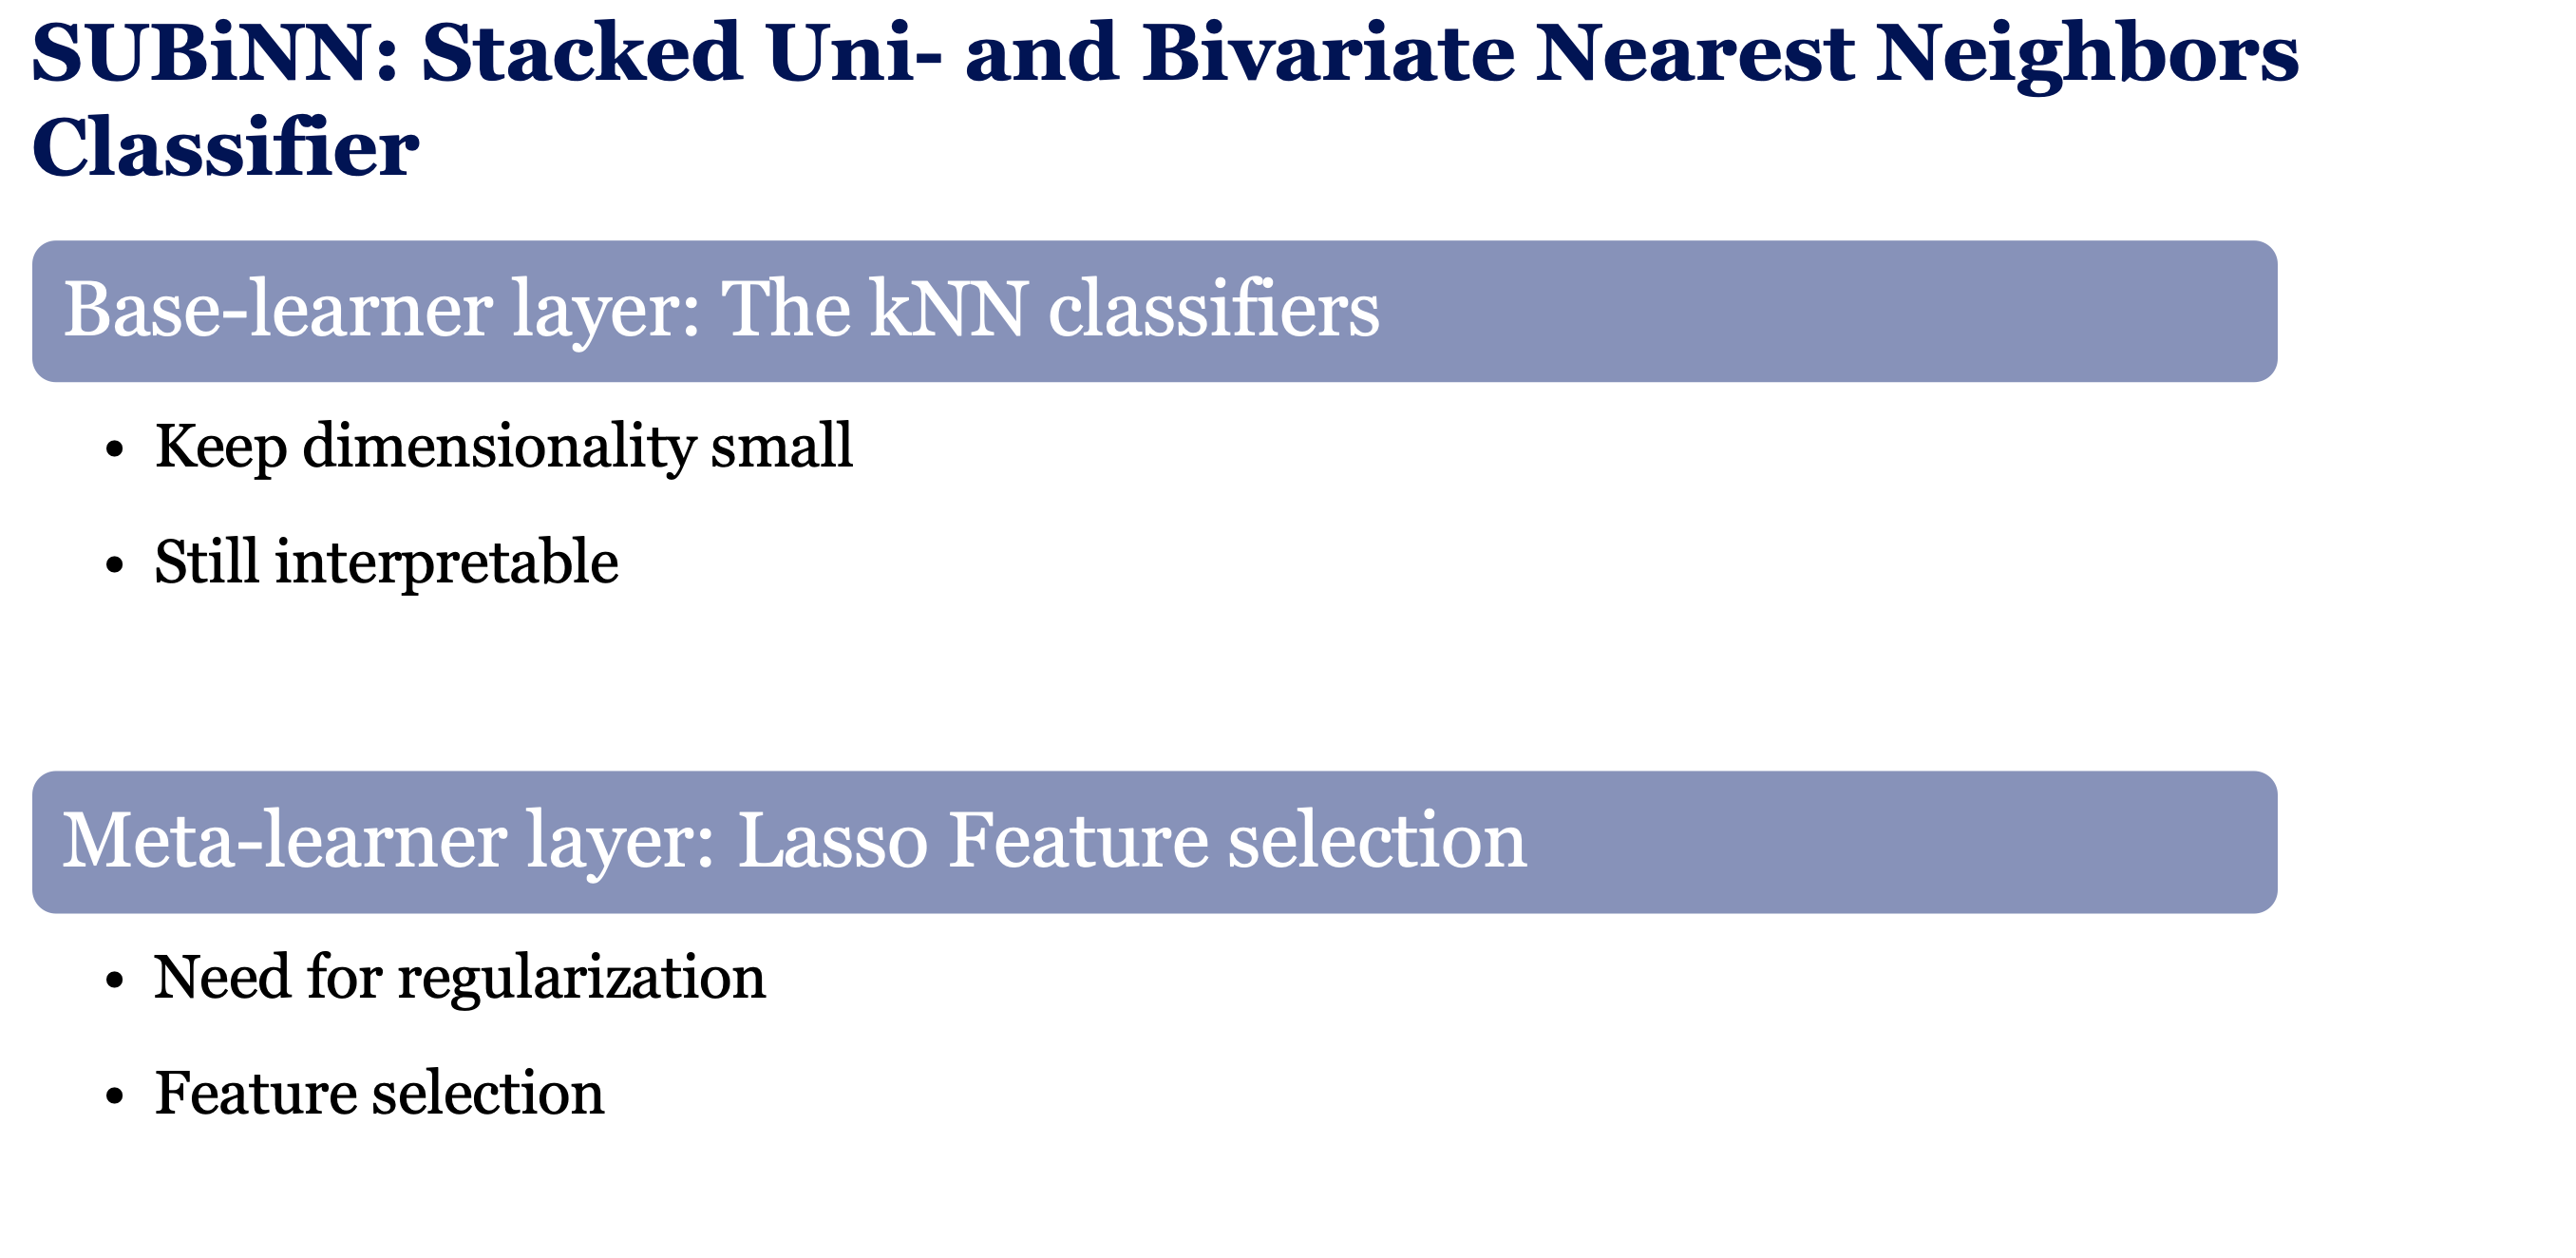 SUBiNN: Stacked Uni- and Bivariate Nearest Neighbors
Classifier
Base-learner layer: The kNN classifiers
• Keep dimensionality small
• Still interpretable
Meta-learner layer: Lasso Feature selection
• Need for regularization
• Feature selection